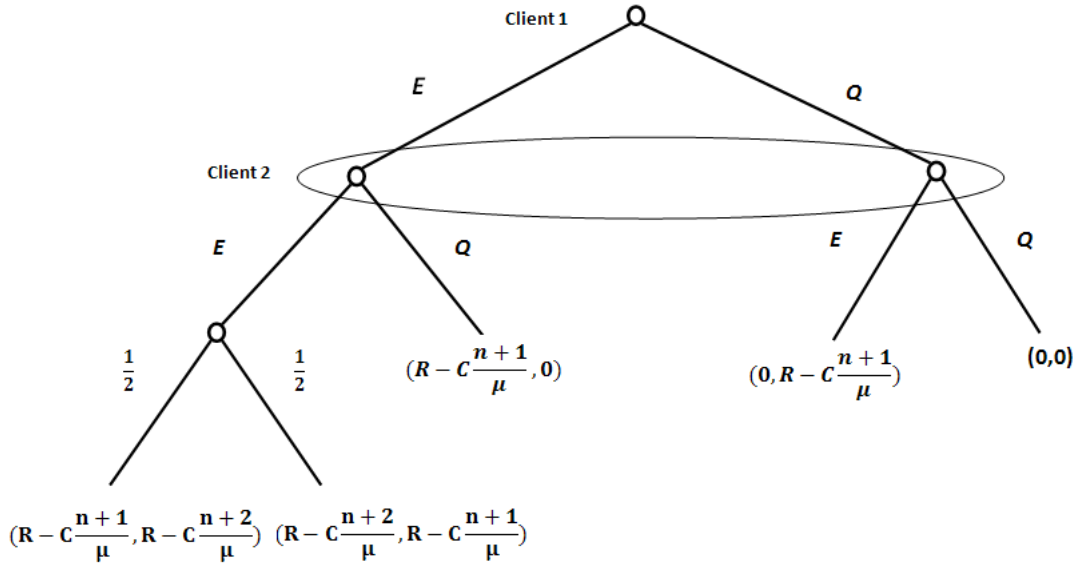 Client 1
E
Q
Client 2
E
Q
E
Q
1/2
1/2
(R − C (n + 1)/μ , 0)
(0, R − C (n + 1)/μ)
(0,0)
(R − C (n + 1)/μ , R − C (n + 2)/μ) (R − C (n + 2)/μ , R − C (n + 1)/μ)